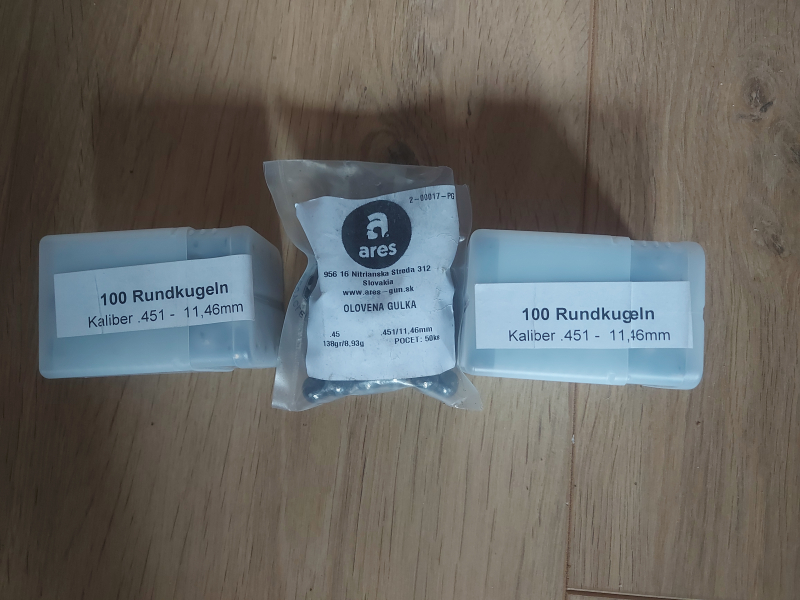 100 Rundkugeln
Kaliber .451 - 11,46mm
2-00017-PG
a
ares
956 16 Nitrianska Streda 312
Slovakia
www.ares-gun.sk
OLOVENA GULKA
.45 .451/11,46mm
138gr/8,93g POCET: 50ks
100 Rundkugeln
Kaliber .451 - 11,46mm